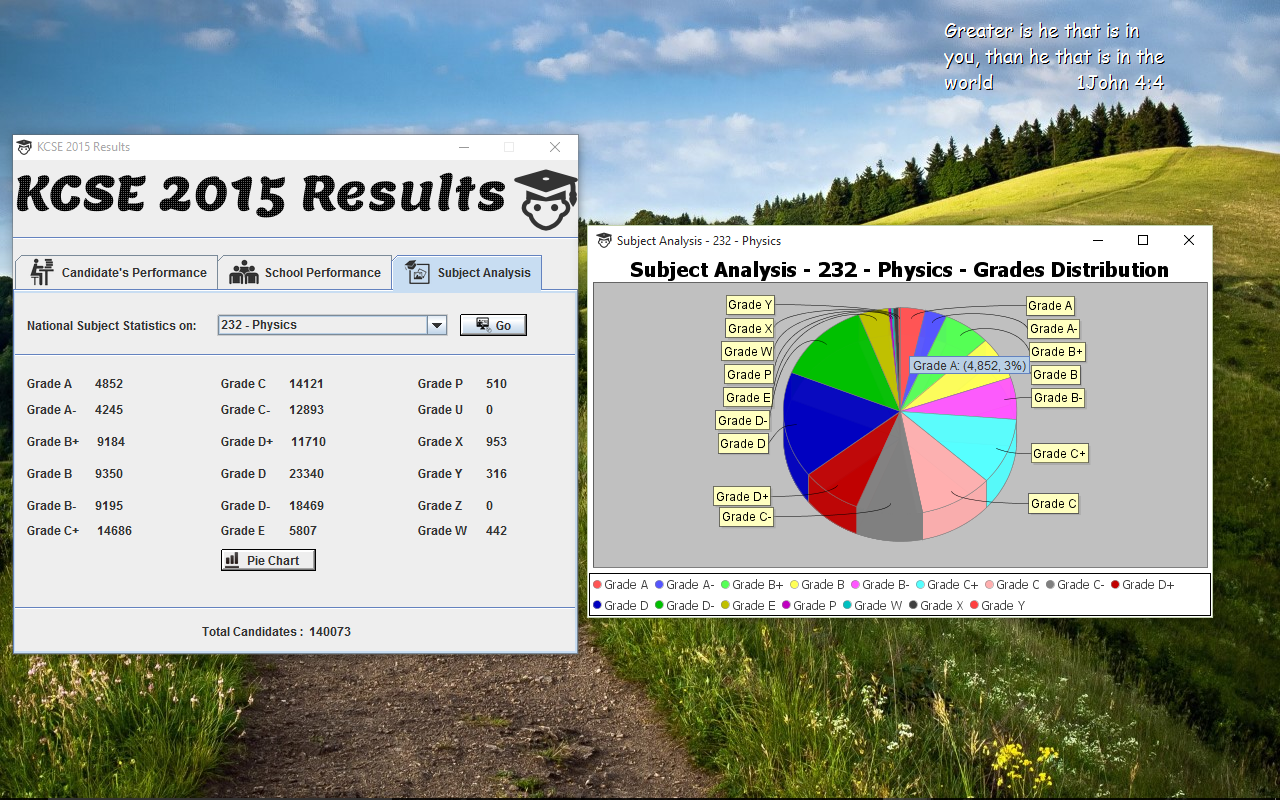 Greater is he that is in
you, than he that is in the
world 1John 4:4
KCSE 2015 Results
KCSE 2015 Results
Candidate's Performance School Performance Subject Analysis
National Subject Statistics on: 232 - Physics Go
Grade A 4852 Grade C 14121 Grade P 510
Grade A- 4245 Grade C- 12893 Grade U 0
Grade B+ 9184 Grade D+ 11710 Grade X 953
Grade B 9350 Grade D 23340 Grade Y 316
Grade B- 9195 Grade D- 18469 Grade Z 0
Grade C+ 14686 Grade E 5807 Grade W 442
Pie Chart
Total Candidates : 140073
Subject Analysis - 232 - Physics
Subject Analysis - 232 - Physics - Grades Distribution
Grade Y Grade A
Grade X Grade A-
Grade W Grade B+
Grade A: (4,852, 3%)
Grade P Grade B
Grade E Grade B-
Grade D-
Grade D Grade C+
Grade D+ Grade C
Grade C-
Grade A Grade A- Grade B+ Grade B Grade B- Grade C+ Grade C Grade C- Grade D+
Grade D Grade D- Grade E Grade P Grade W Grade X Grade Y